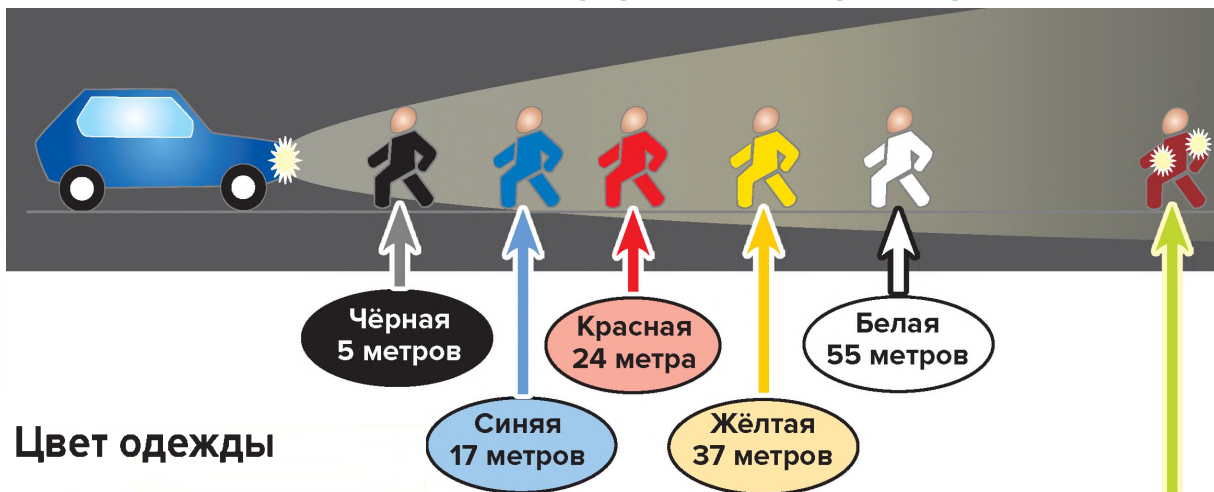 Чёрная
5 метров
Синяя
17 метров
Красная
24 метра
Жёлтая
37 метров
Белая
55 метров
Цвет одежды